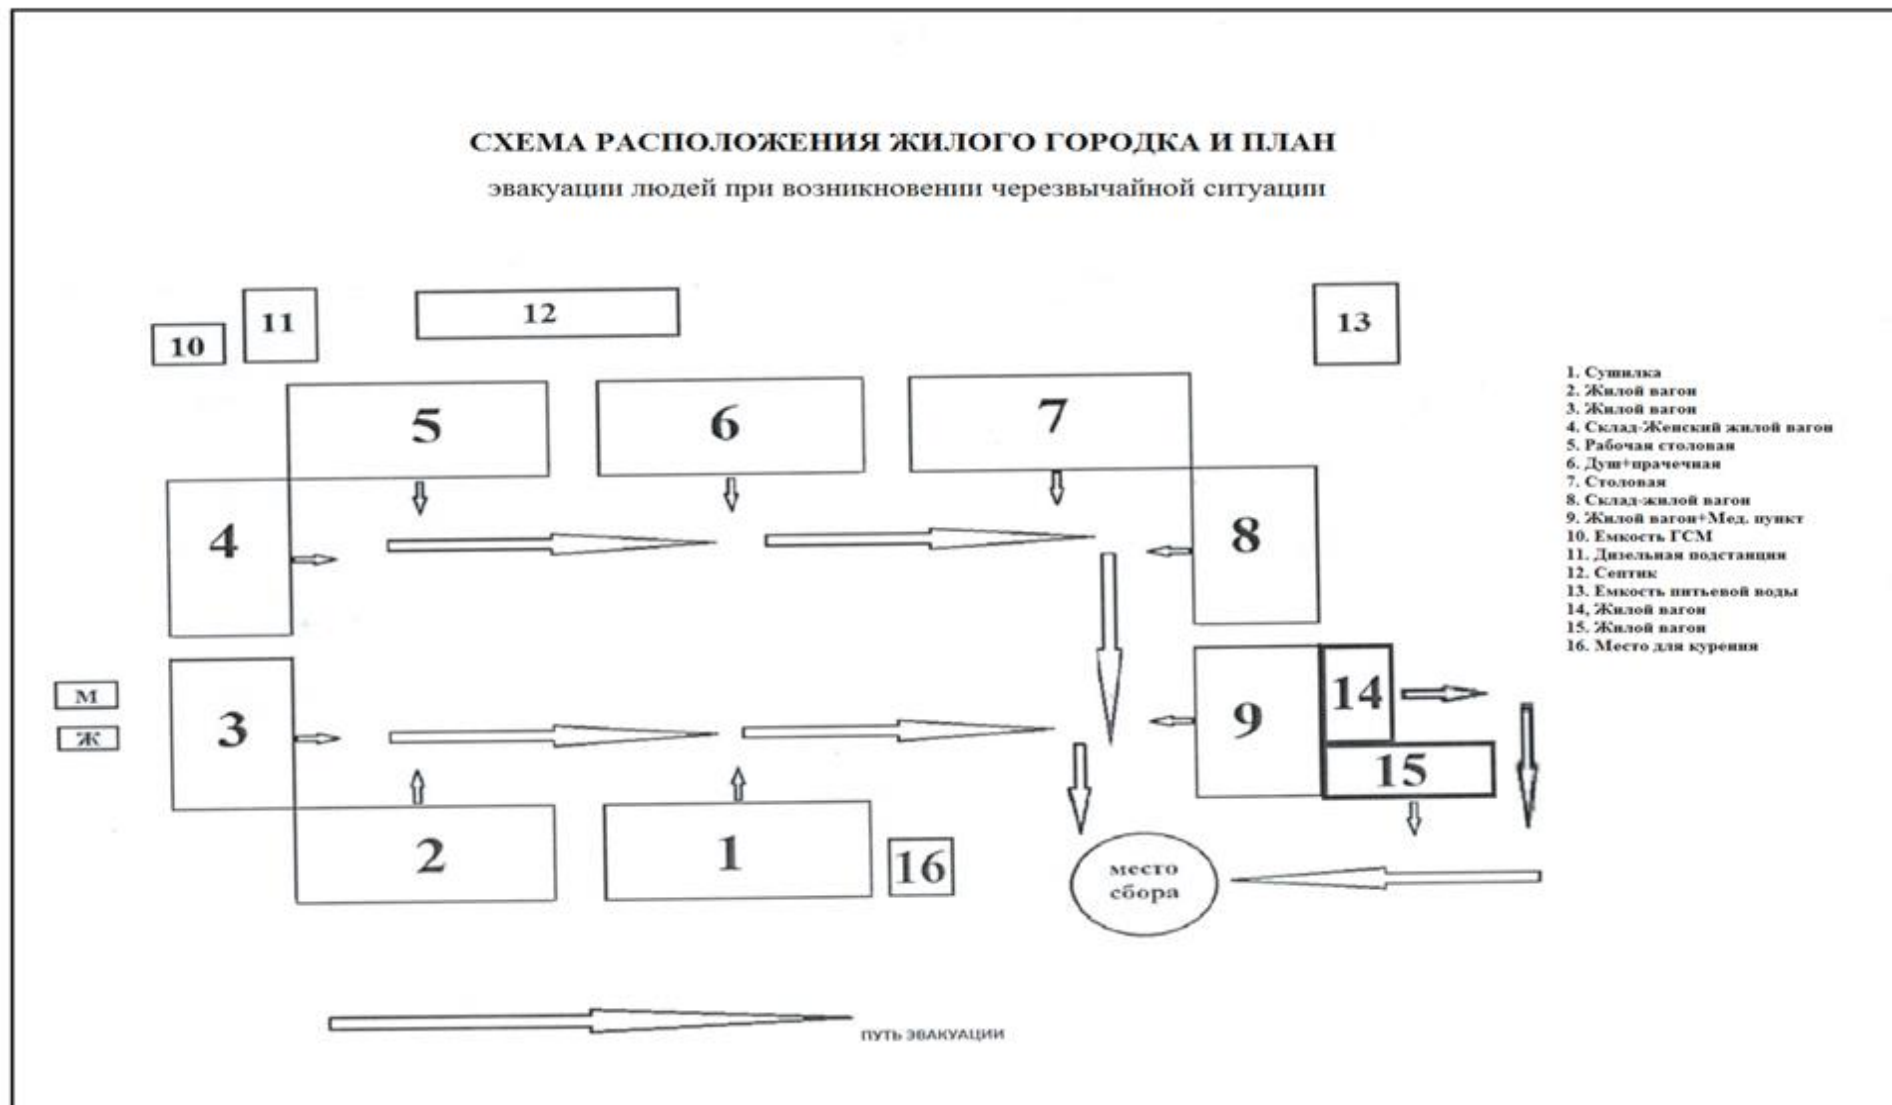 СХЕМА РАСПОЛОЖЕНИЯ ЖИЛОГО ГОРОДКА И ПЛАН
эвакуации людей при возникновении черезвычайной ситуации
10
11
12
13
5
6
7
4
8
М
Ж
3
9
14
15
2
1
16
место
сбора
1. Сушилка
2. Жилой вагон
3. Жилой вагон
4. Склад-Женский жилой вагон
5. Рабочая столовая
6. Душ+прачечная
7. Столовая
8. Склад-жилой вагон
9. Жилой вагон+Мед. пункт
10. Емкость ГСМ
11. Дизельная подстанция
12. Септик
13. Емкость питьевой воды
14, Жилой вагон
15. Жилой вагон
16. Место для курения
ПУТЬ ЭВАКУАЦИИ